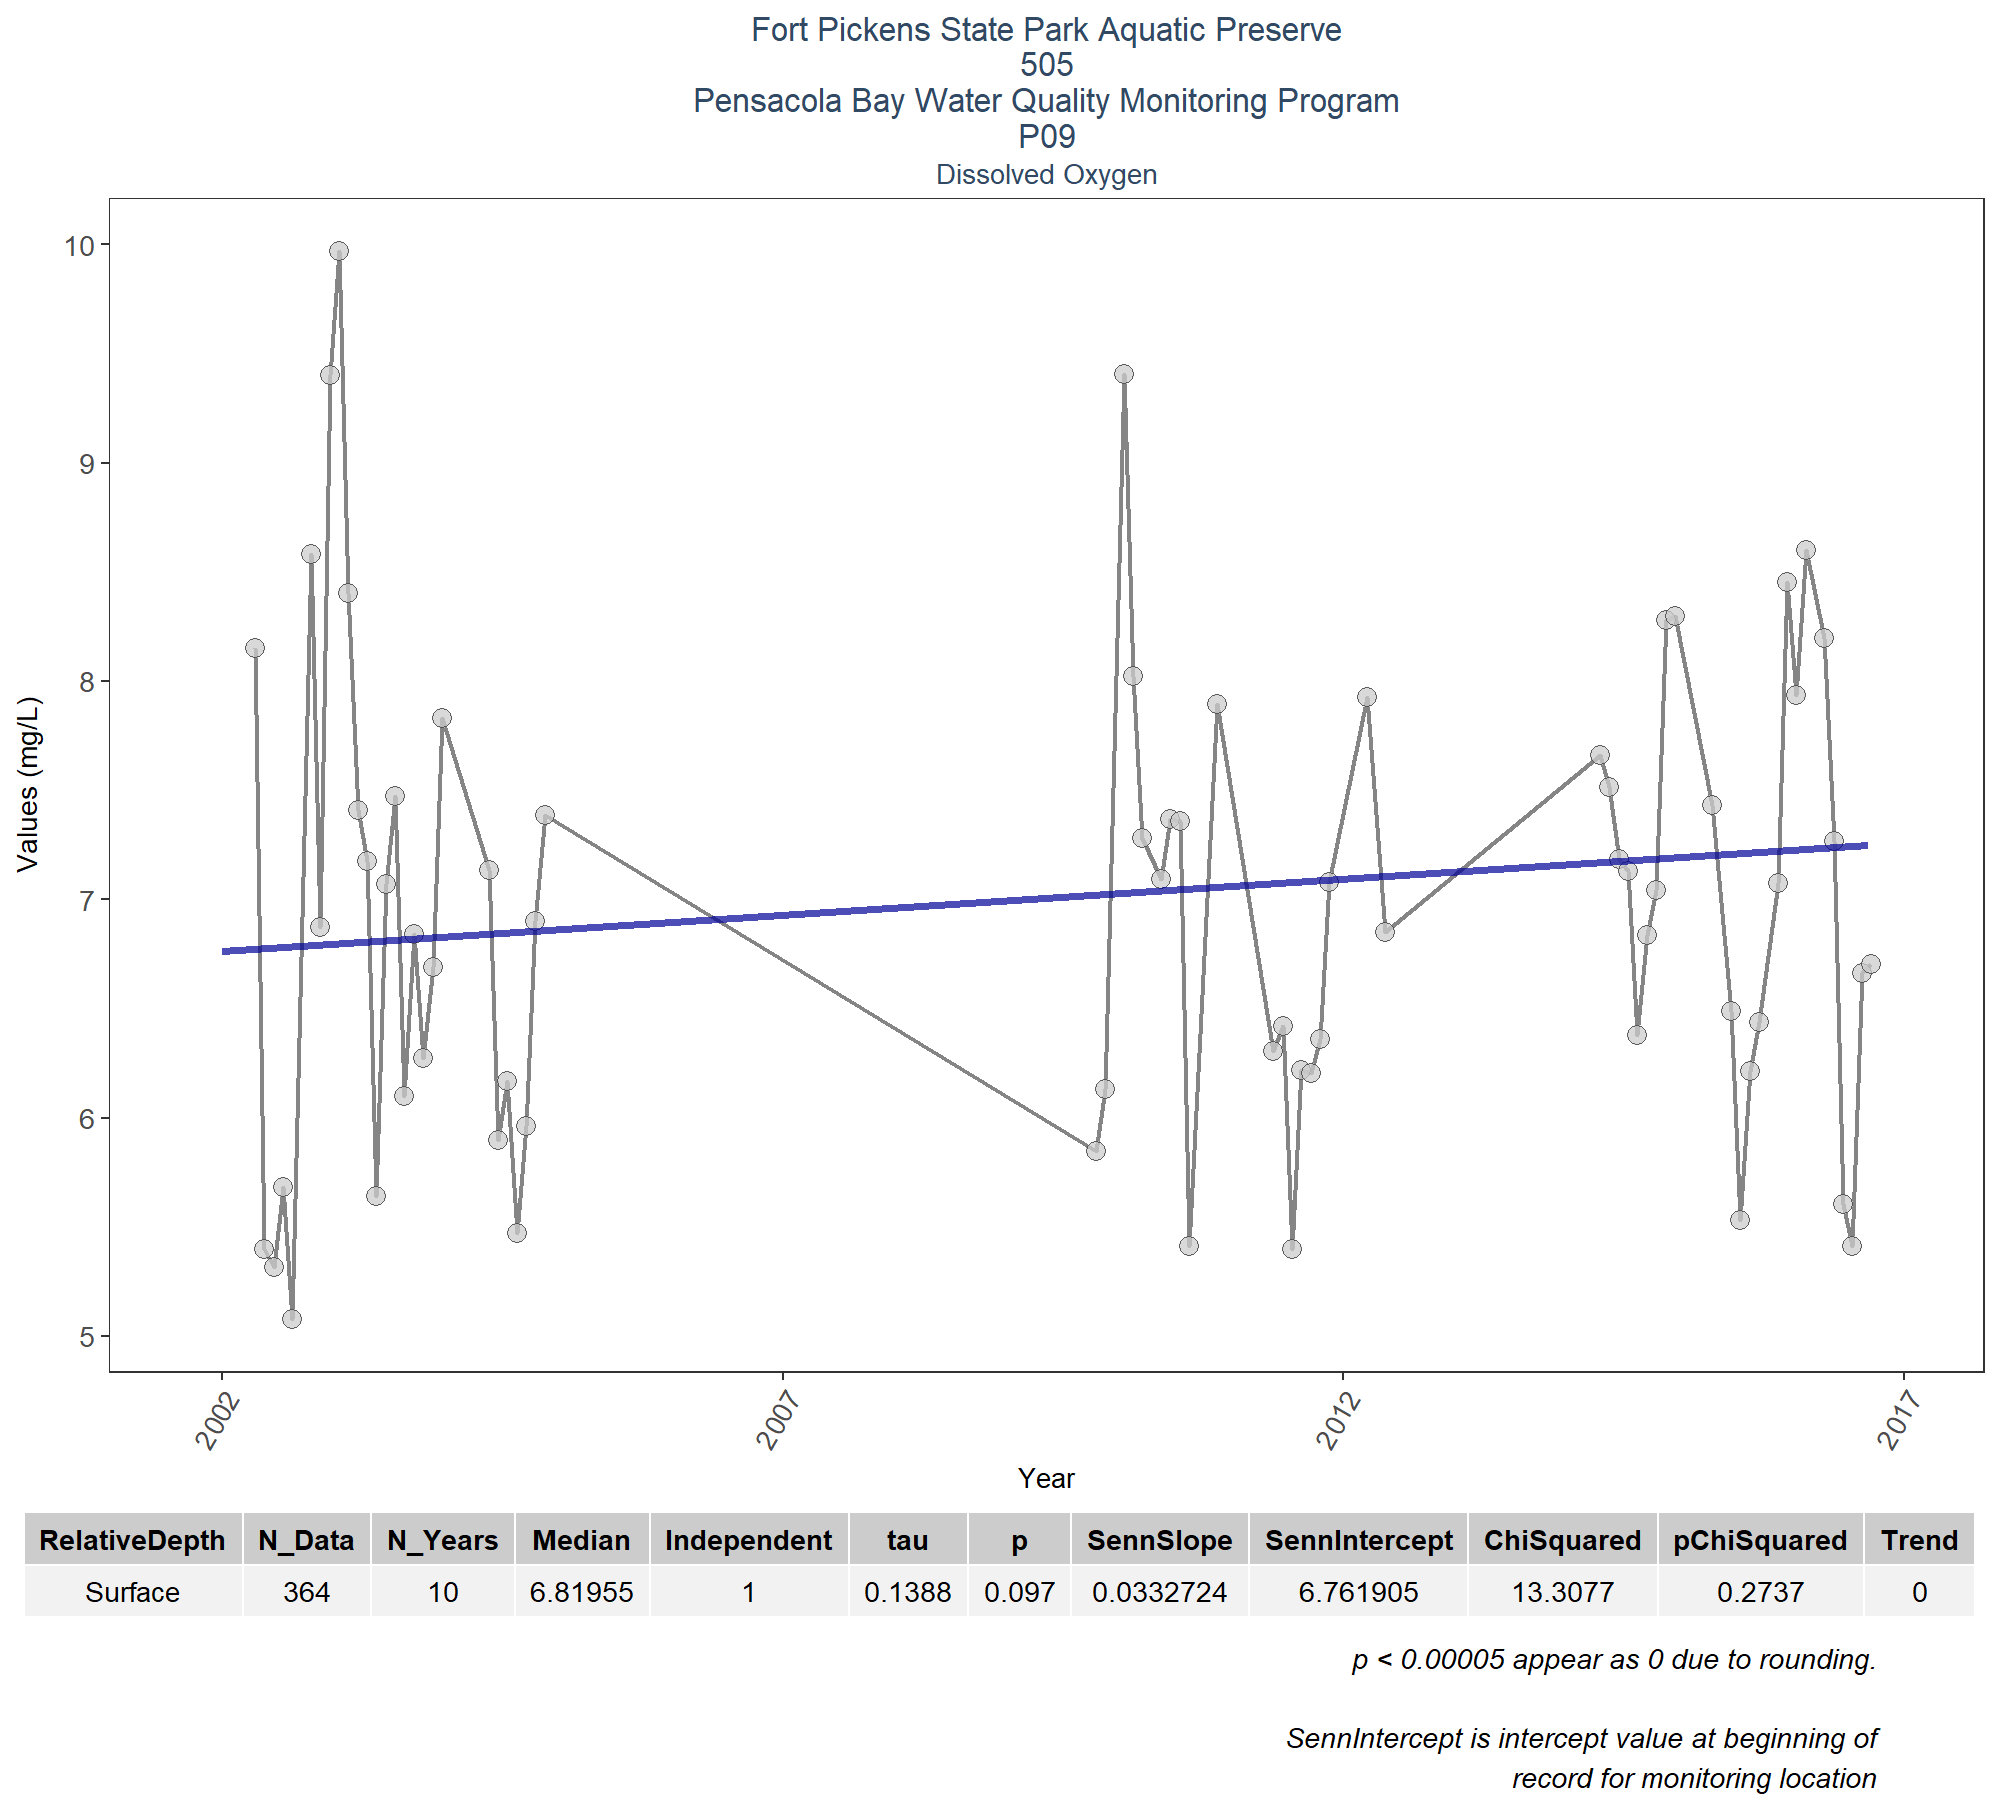 Fort Pickens State Park Aquatic Preserve
505
Pensacola Bay Water Quality Monitoring Program
P09
Dissolved Oxygen
10
9
8
7
6
5
Values (mg/L)
2002 2007 2012 2017
Year
RelativeDepth N_Data N_Years Median Independent tau p SennSlope SennIntercept ChiSquared pChiSquared Trend
Surface 364 10 6.81955 1 0.1388 0.097 0.0332724 6.761905 13.3077 0.2737 0
p < 0.00005 appear as 0 due to rounding.
SennIntercept is intercept value at beginning of
record for monitoring location